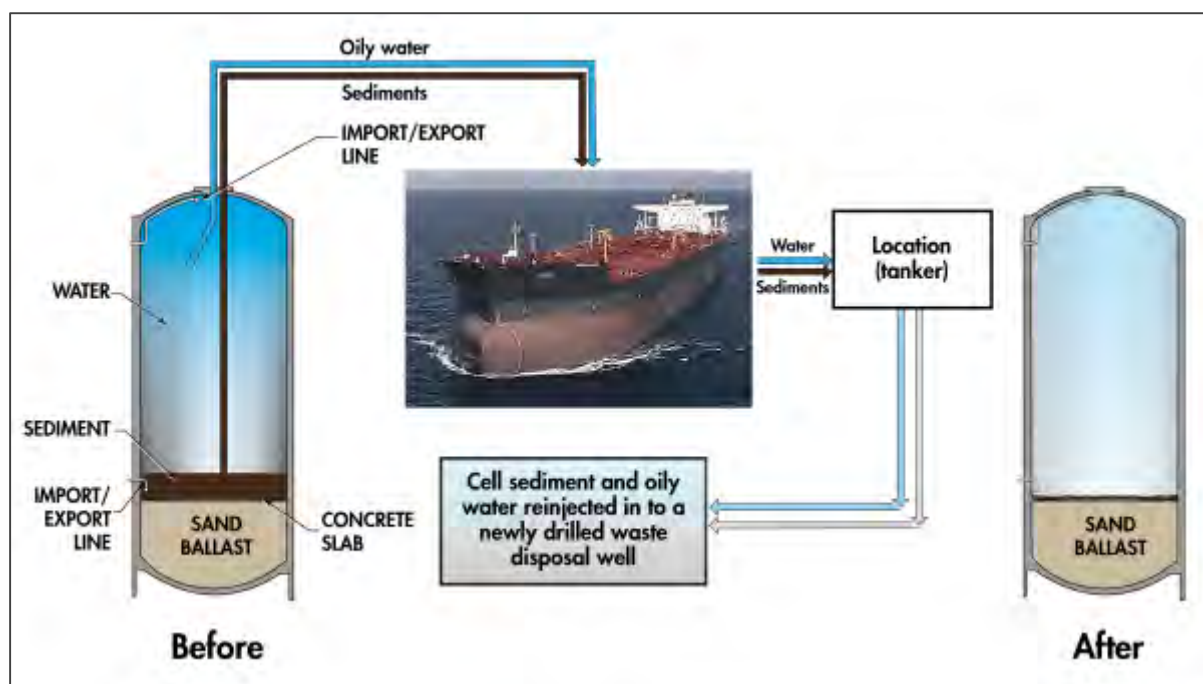 Oily water
Sediments
IMPORT/EXPORT
LINE
WATER
SEDIMENT
IMPORT/
EXPORT
LINE
SAND
BALLAST
CONCRETE
SLAB
Before
Water
Sediments
Location
(tanker)
Cell sediment and oily
water reinjected in to a
newly drilled waste
disposal well
SAND
BALLAST
After